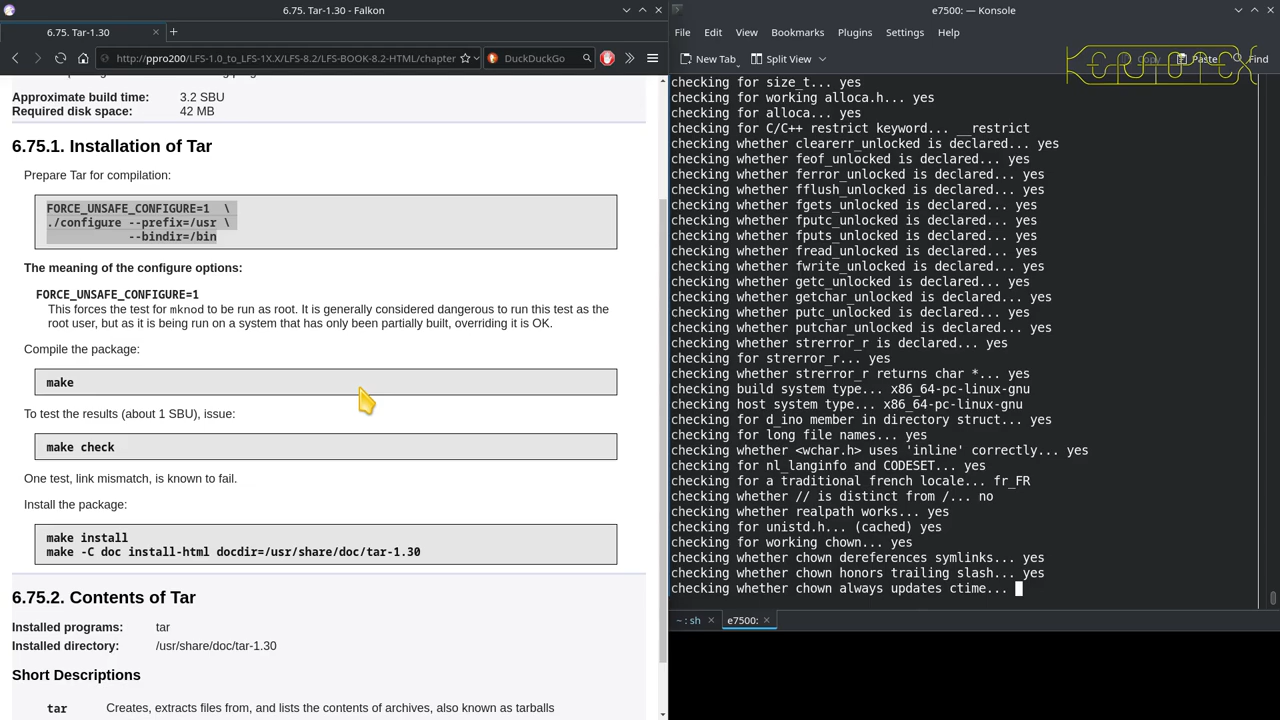 6.75. Tar-1.30 - Falkon
6.75. Tar-1.30
http://ppro200/LFS-1.0_to_LFS-1X.X/LFS-8.2/LFS-BOOK-8.2-HTML/chapter
DuckDuckGo
Approximate build time: 3.2 SBU
Required disk space: 42 MB
6.75.1. Installation of Tar
Prepare Tar for compilation:
FORCE_UNSAFE_CONFIGURE=1 \
./configure --prefix=/usr \
--bindir=/bin
The meaning of the configure options:
FORCE_UNSAFE_CONFIGURE=1
This forces the test for mknod to be run as root. It is generally considered dangerous to run this test as the
root user, but as it is being run on a system that has only been partially built, overriding it is OK.
Compile the package:
make
To test the results (about 1 SBU), issue:
make check
One test, link mismatch, is known to fail.
Install the package:
make install
make -C doc install-html docdir=/usr/share/doc/tar-1.30
6.75.2. Contents of Tar
Installed programs: tar
Installed directory: /usr/share/doc/tar-1.30
Short Descriptions
tar Creates, extracts files from, and lists the contents of archives, also known as tarballs
e7500: — Konsole
File Edit View Bookmarks Plugins Settings Help
New Tab Split View Copy Paste Find
checking for size_t... yes
checking for working alloca.h... yes
checking for alloca... yes
checking for C/C++ restrict keyword... __restrict
checking whether clearerr_unlocked is declared... yes
checking whether feof_unlocked is declared... yes
checking whether ferror_unlocked is declared... yes
checking whether fflush_unlocked is declared... yes
checking whether fgets_unlocked is declared... yes
checking whether fputc_unlocked is declared... yes
checking whether fputs_unlocked is declared... yes
checking whether fread_unlocked is declared... yes
checking whether fwrite_unlocked is declared... yes
checking whether getc_unlocked is declared... yes
checking whether getchar_unlocked is declared... yes
checking whether putc_unlocked is declared... yes
checking whether putchar_unlocked is declared... yes
checking whether strerror_r is declared... yes
checking for strerror_r... yes
checking whether strerror_r returns char *... yes
checking build system type... x86_64-pc-linux-gnu
checking host system type... x86_64-pc-linux-gnu
checking for d_ino member in directory struct... yes
checking for long file names... yes
checking whether <wchar.h> uses 'inline' correctly... yes
checking for nl_langinfo and CODESET... yes
checking for a traditional french locale... fr_FR
checking whether // is distinct from /... no
checking whether realpath works... yes
checking for unistd.h... (cached) yes
checking for working chown... yes
checking whether chown dereferences symlinks... yes
checking whether chown honors trailing slash... yes
checking whether chown always updates ctime...
~ : sh e7500: